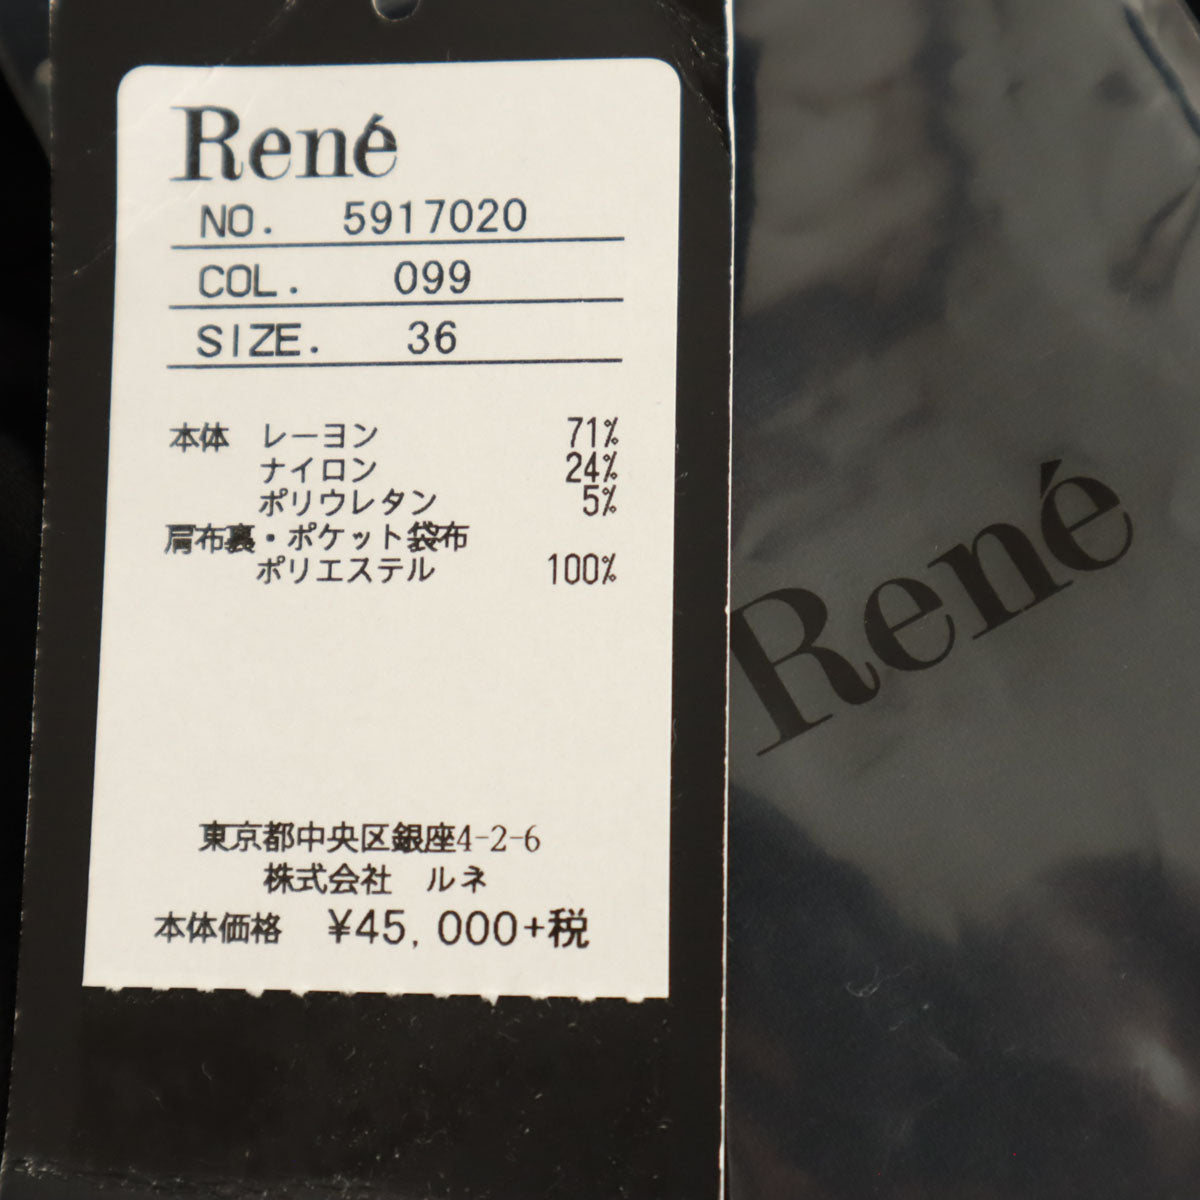 René
NO. 5917020
COL. 099
SIZE. 36
本体 レーヨン 71%
ナイロン 24%
ポリウレタン 5%
肩布裏・ポケット袋布
ポリエステル 100%
東京都中央区銀座4-2-6
株式会社 ルネ
本体価格 ¥45,000+税
René